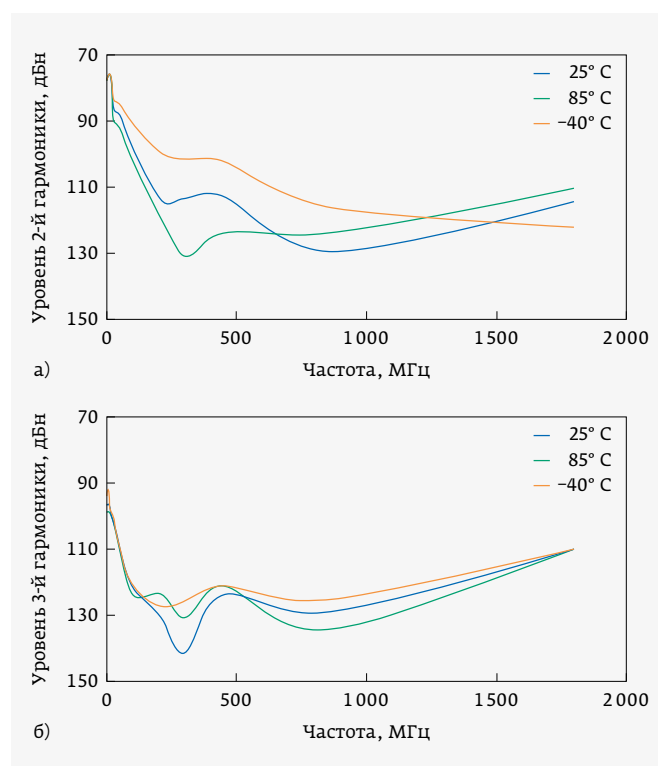 Уровень 2-й гармоники, дБн
70
90
110
130
150
0
500
1 000
1 500
2 000
25° C
85° C
−40° C
а)
Частота, МГц
Уровень 3-й гармоники, дБн
70
90
110
130
150
0
500
1 000
1 500
2 000
25° C
85° C
−40° C
б)
Частота, МГц